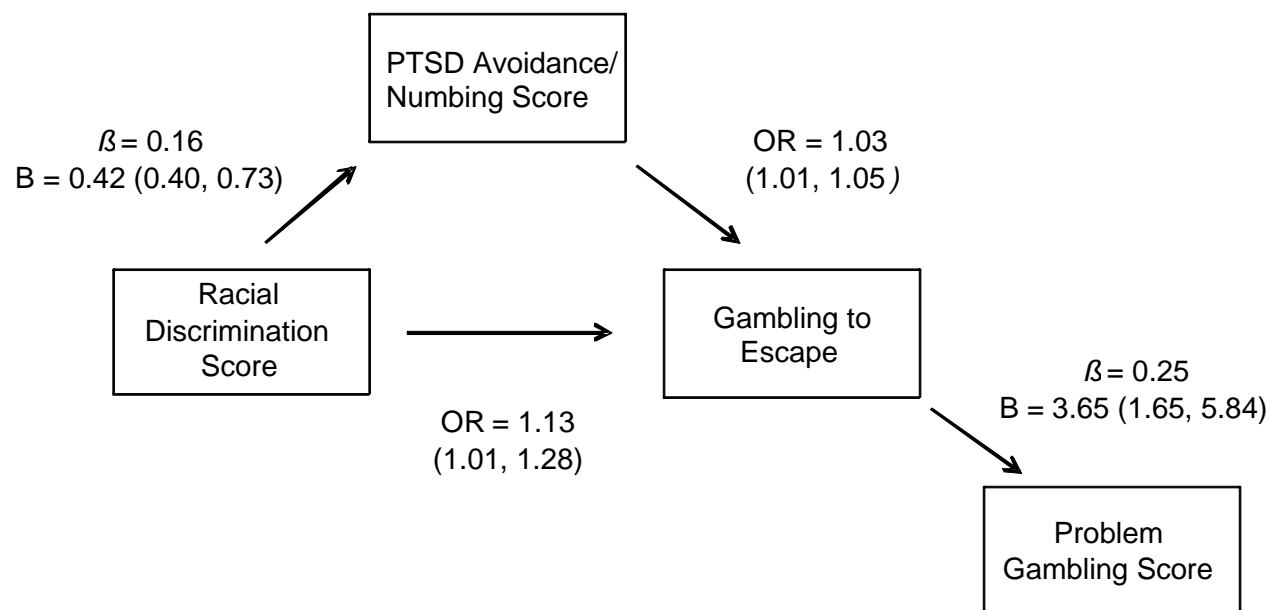 PTSD Avoidance/
Numbing Score
ß = 0.16
B = 0.42 (0.40, 0.73)
OR = 1.03
(1.01, 1.05)
Racial
Discrimination
Score
Gambling to
Escape
OR = 1.13
(1.01, 1.28)
ß = 0.25
B = 3.65 (1.65, 5.84)
Problem
Gambling Score